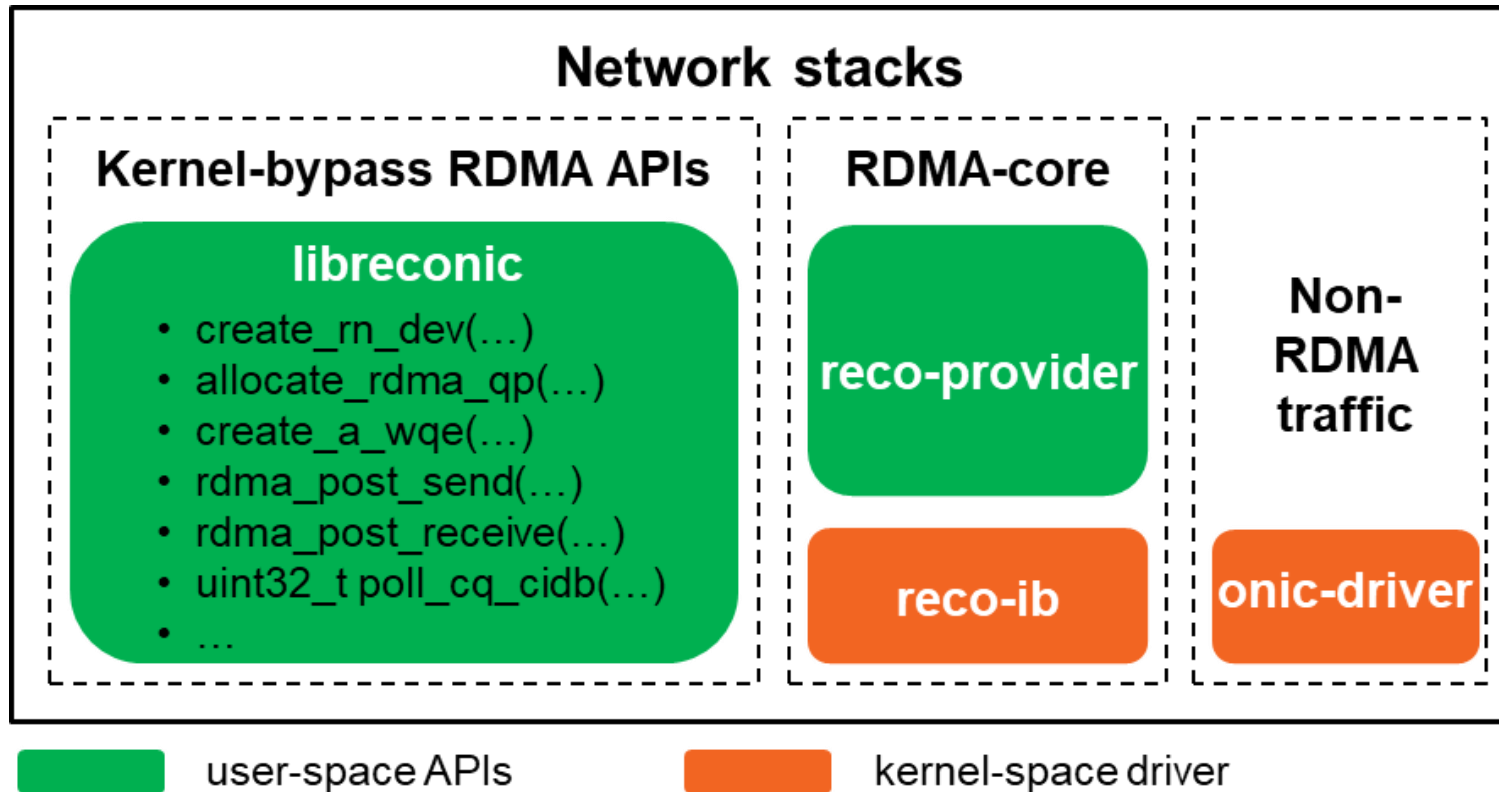 Network stacks
Kernel-bypass RDMA APIs
libreconic
• create_rn_dev(…)
• allocate_rdma_qp(…)
• create_a_wqe(…)
• rdma_post_send(…)
• rdma_post_receive(…)
• uint32_t poll_cq_cidb(…)
• …
RDMA-core
reco-provider
reco-ib
Non-
RDMA
traffic
onic-driver
user-space APIs
kernel-space driver